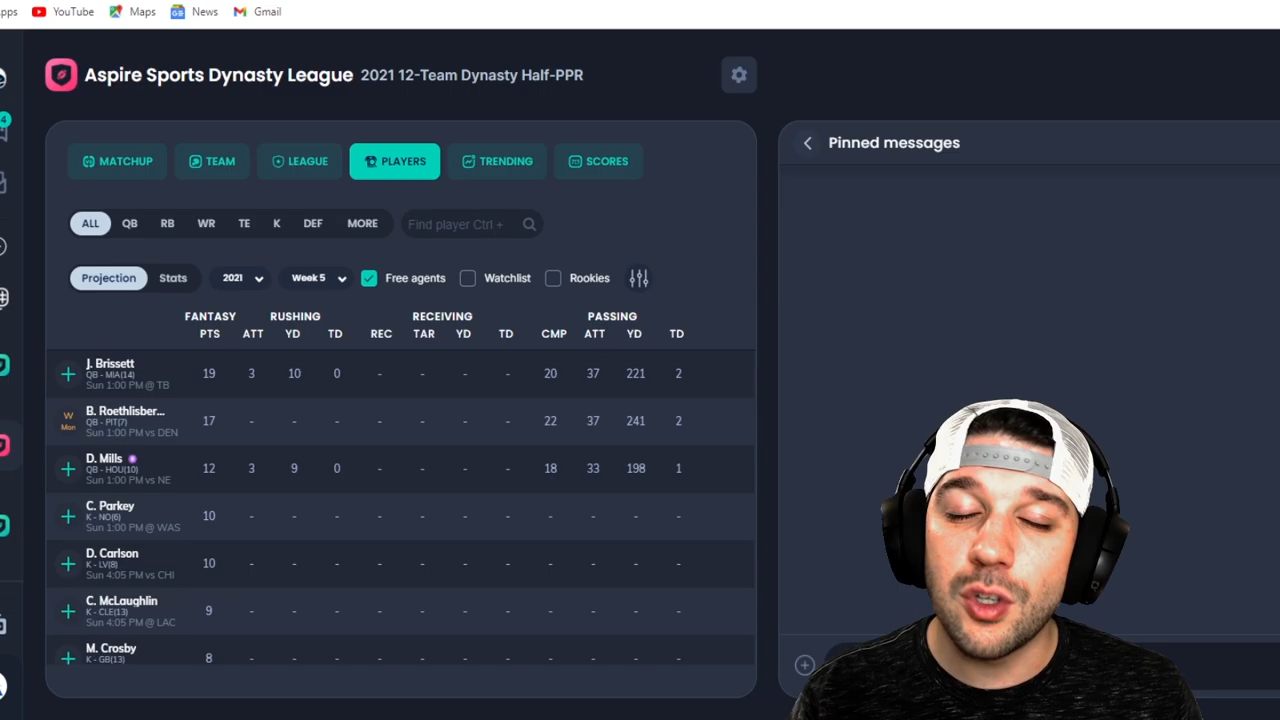 pps YouTube Maps News Gmail
Aspire Sports Dynasty League 2021 12-Team Dynasty Half-PPR
4
MATCHUP TEAM LEAGUE PLAYERS TRENDING SCORES
Pinned messages
ALL QB RB WR TE K DEF MORE Find player Ctrl +
Projection Stats 2021 Week 5 Free agents Watchlist Rookies
FANTASY RUSHING RECEIVING PASSING
PTS ATT YD TD REC TAR YD TD CMP ATT YD TD
J. Brissett
QB - MIA(14)
Sun 1:00 PM @ TB
19 3 10 0 - - - - 20 37 221 2
W
Mon
B. Roethlisber...
QB - PIT(7)
Sun 1:00 PM vs DEN
17 - - - - - - - 22 37 241 2
D. Mills
QB - HOU(10)
Sun 1:00 PM vs NE
12 3 9 0 - - - - 18 33 198 1
C. Parkey
K - NO(6)
Sun 1:00 PM @ WAS
10 - - - - - - - - - - -
D. Carlson
K - LV(8)
Sun 4:05 PM vs CHI
10 - - - - - - - - - - -
C. McLaughlin
K - CLE(13)
Sun 4:05 PM @ LAC
9 - - - - - - - - - - -
M. Crosby
K - GB(13)
8 - - - - - - - - - - -